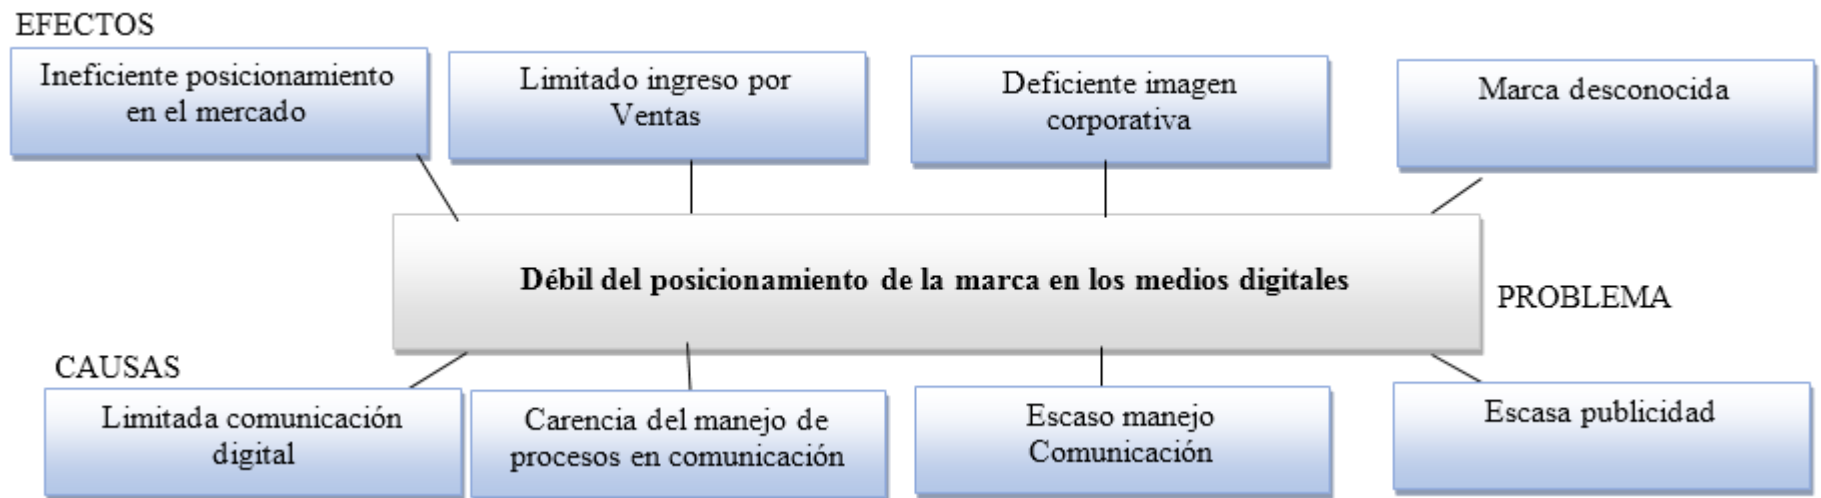 EFECTOS
Ineficiente posicionamiento
en el mercado
Limitado ingreso por
Ventas
Deficiente imagen
corporativa
Marca desconocida
Débil del posicionamiento de la marca en los medios digitales
PROBLEMA
CAUSAS
Limitada comunicación
digital
Carencia del manejo de
procesos en comunicación
Escaso manejo
Comunicación
Escasa publicidad